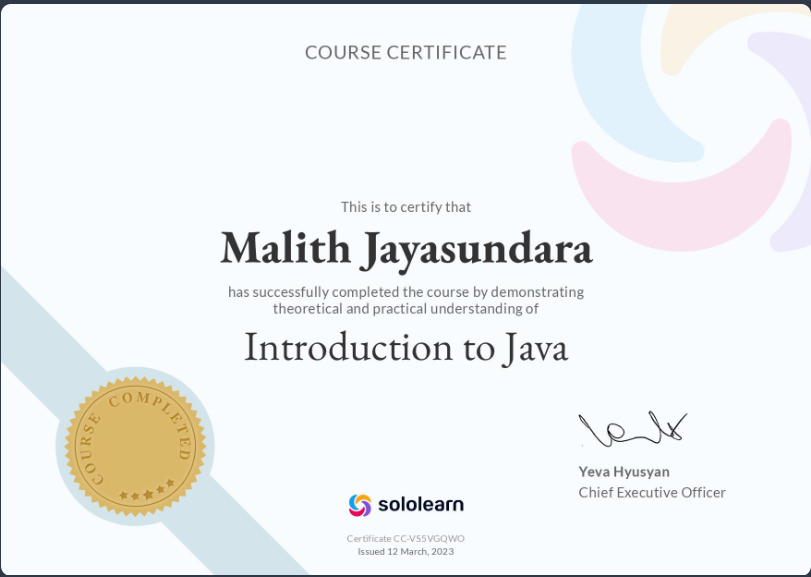 COURSE CERTIFICATE
This is to certify that
Malith Jayasundara
has successfully completed the course by demonstrating
theoretical and practical understanding of
Introduction to Java
COURSE COMPLETED
Yeva Hyusyan
Chief Executive Officer
sololearn
Certificate CC-VS5VGQWO
Issued 12 March, 2023